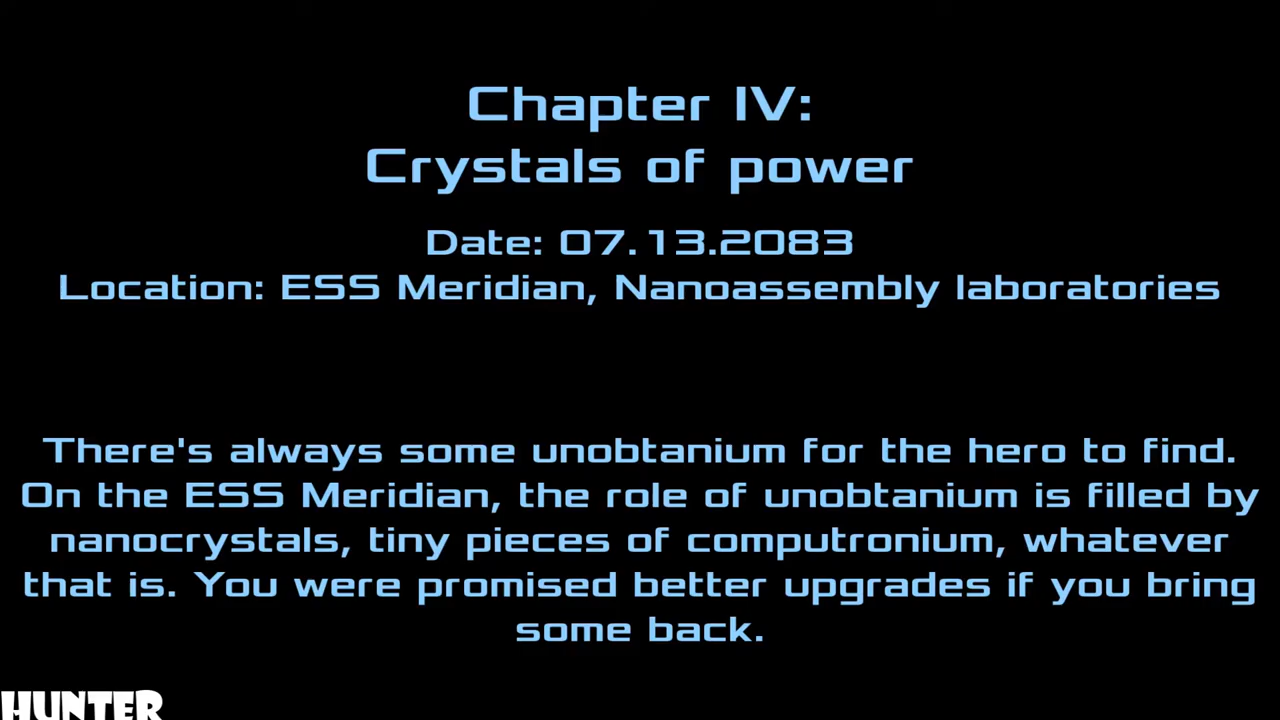 Chapter IV:
Crystals of power
Date: 07.13.2083
Location: ESS Meridian, Nanoassembly laboratories
There's always some unobtanium for the hero to find.
On the ESS Meridian, the role of unobtanium is filled by
nanocrystals, tiny pieces of computronium, whatever
that is. You were promised better upgrades if you bring
some back.
HUNTER